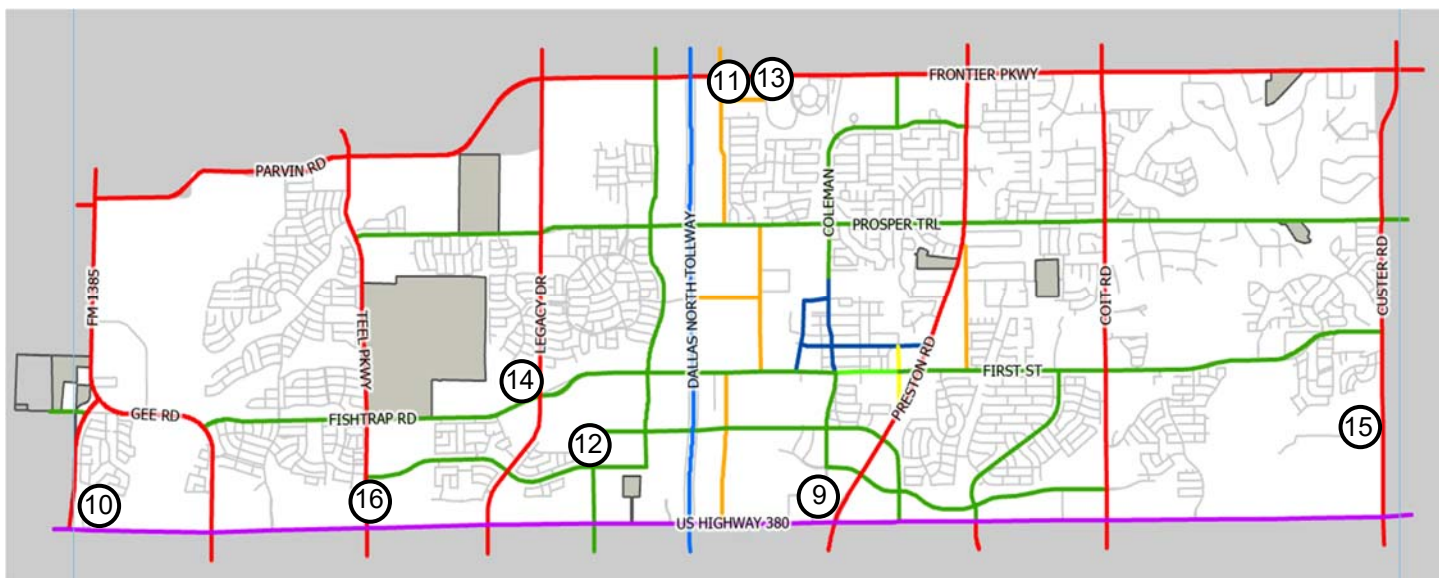 11
13
FRONTIER PKWY
PARVIN RD
COLEMAN
PROSPER TRL
DALLAS NORTH TOLLWAY
CUSTER RD
FM 1385
TEEL PKWY
LEGACY DR
COIT RD
PRESTON RD
FIRST ST
14
GEE RD
FISHTRAP RD
12
15
10
16
9
US HIGHWAY 380